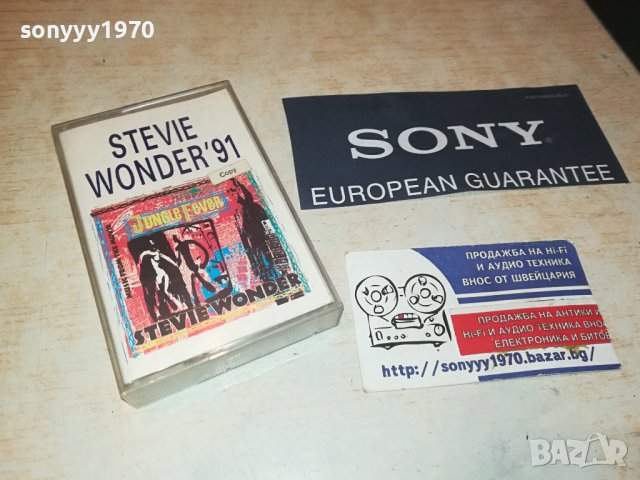 sonyyy1970
STEVIE
WONDER'91
Copy
JUNGLE FEVER
STEVIE WONDER
SONY
EUROPEAN GUARANTEE
ПРОДАЖБА НА Hi-Fi
И АУДИО ТЕХНИКА
ВНОС ОТ ШВЕЙЦАРИЯ
ПРОДАЖБА НА АНТИКИ И
Hi-Fi И АУДИО ТЕХНИКА ВНО
ЕЛЕКТРОНИКА И БИТОВ
http://sonyyy1970.bazar.bg/
BAZAR
bg